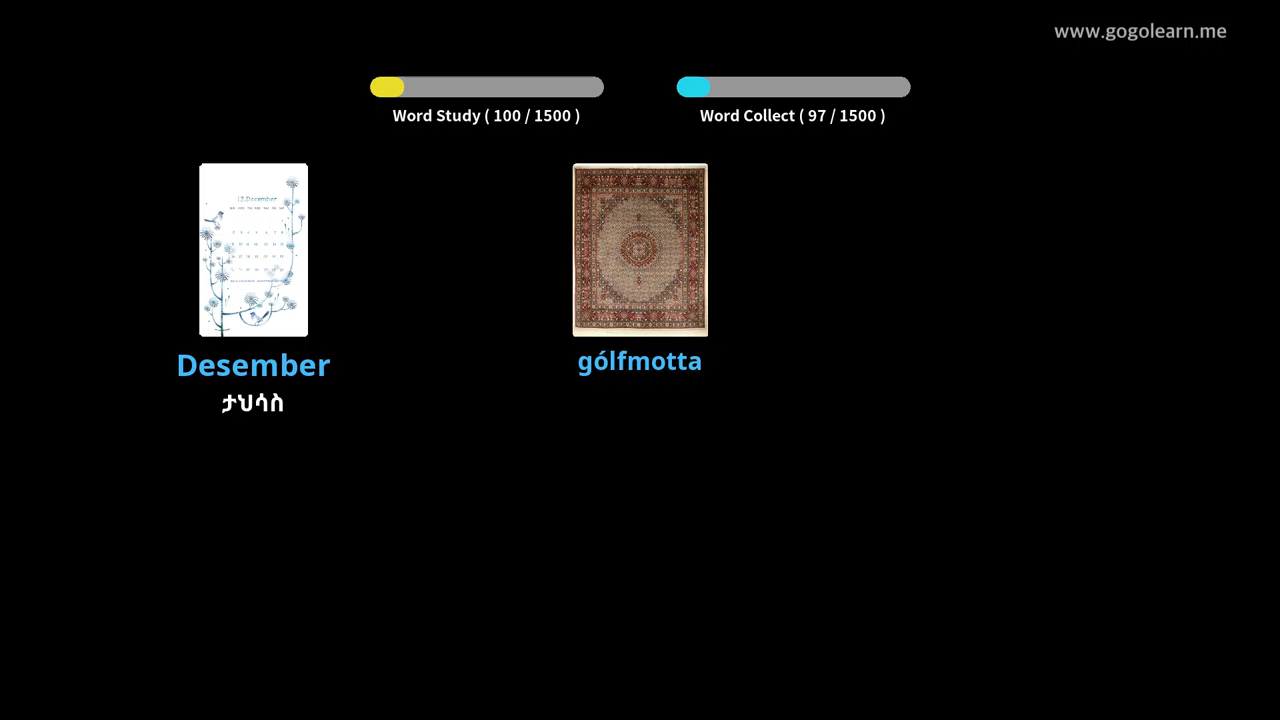 www.gogolearn.me
Word Study ( 100 / 1500 )
Word Collect ( 97 / 1500 )
Desember
ታህሳስ
gólfmotta